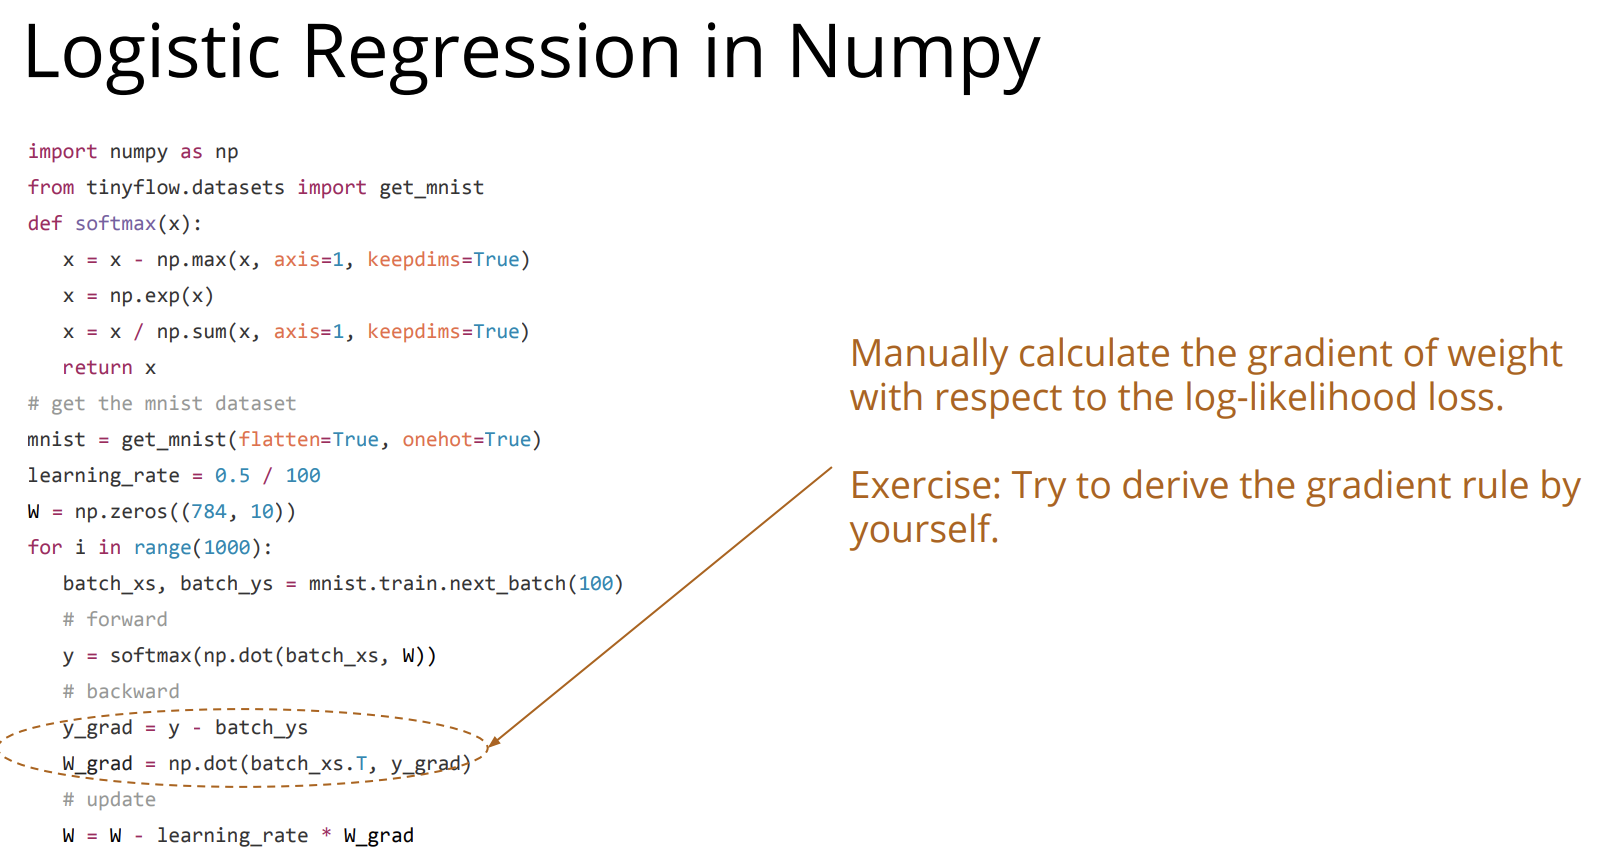 Logistic Regression in Numpy
import numpy as np
from tinyflow.datasets import get_mnist
def softmax(x):
x = x - np.max(x, axis=1, keepdims=True)
x = np.exp(x)
x = x / np.sum(x, axis=1, keepdims=True)
return x
# get the mnist dataset
mnist = get_mnist(flatten=True, onehot=True)
learning_rate = 0.5 / 100
W = np.zeros((784, 10))
for i in range(1000):
batch_xs, batch_ys = mnist.train.next_batch(100)
# forward
y = softmax(np.dot(batch_xs, W))
# backward
y_grad = y - batch_ys
W_grad = np.dot(batch_xs.T, y_grad)
# update
W = W - learning_rate * W_grad
Manually calculate the gradient of weight
with respect to the log-likelihood loss.
Exercise: Try to derive the gradient rule by
yourself.